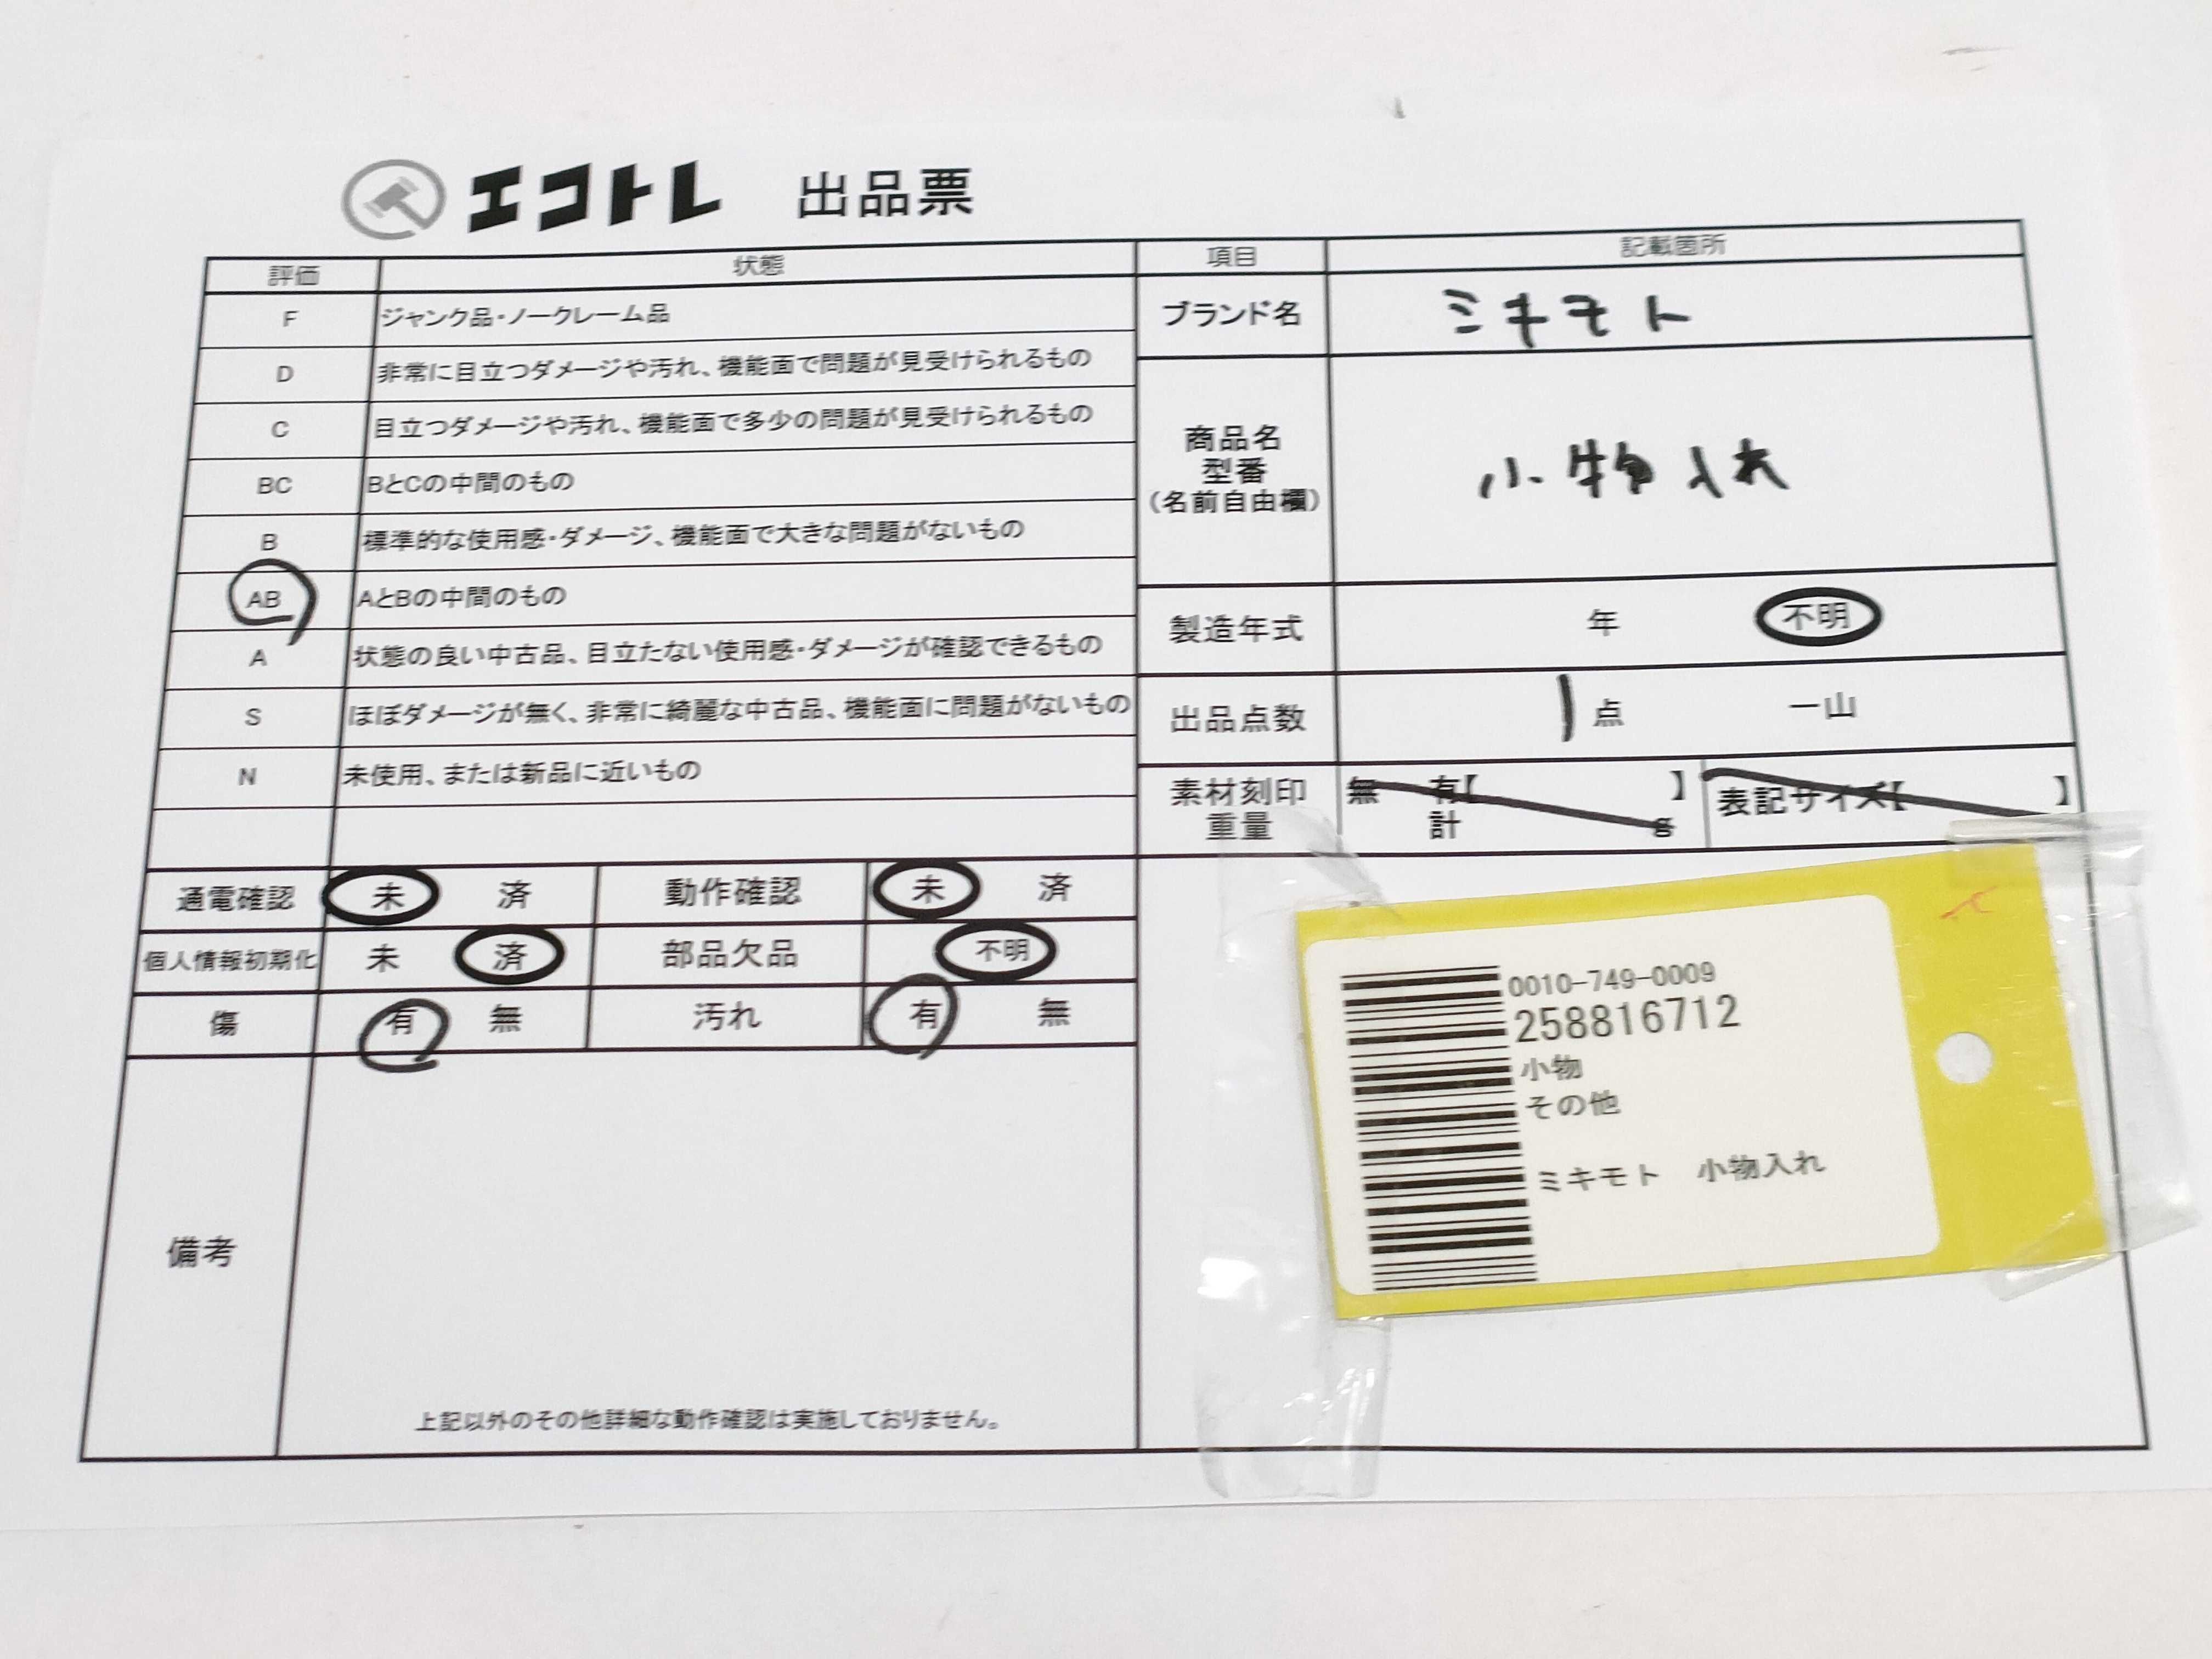 エコトレ 出品票
評価 状態
F ジャンク品・ノークレーム品
D 非常に目立つダメージや汚れ、機能面で問題が見受けられるもの
C 目立つダメージや汚れ、機能面で多少の問題が見受けられるもの
BC BとCの中間のもの
B 標準的な使用感・ダメージ、機能面で大きな問題がないもの
AB AとBの中間のもの
A 状態の良い中古品、目立たない使用感・ダメージが確認できるもの
S ほぼダメージが無く、非常に綺麗な中古品、機能面に問題がないもの
N 未使用、または新品に近いもの
通電確認 未 済 動作確認 未 済
個人情報初期化 未 済 部品欠品 不明
傷 有 無 汚れ 有 無
備考
上記以外のその他詳細な動作確認は実施しておりません。
項目 記載箇所
ブランド名 ミキモト
商品名
型番
(名前自由欄)
小物入れ
製造年式 年 不明
出品点数 1点 一山
素材刻印 無 有【 】 表記サイズ【 】
重量 計 g
0010-749-0009
258816712
小物
その他
ミキモト 小物入れ